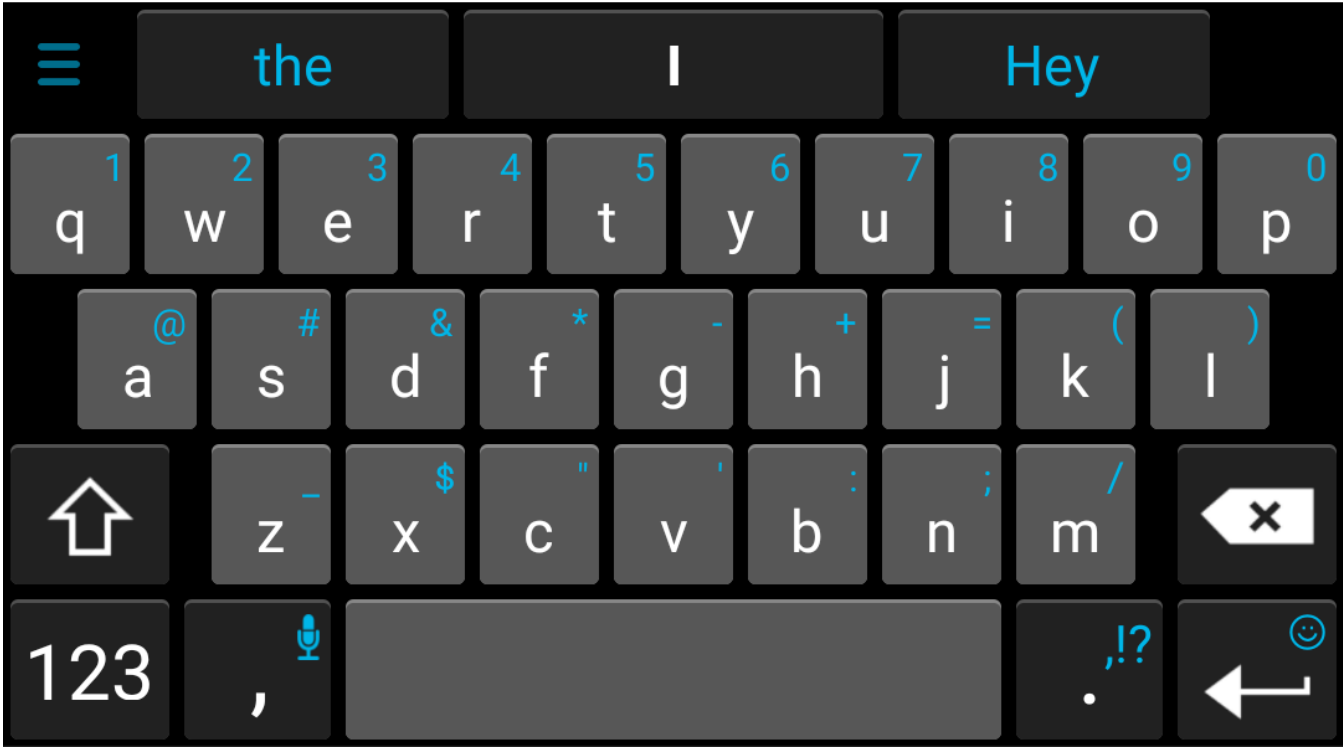 the I Hey
1 2 3 4 5 6 7 8 9 0
q w e r t y u i o p
@ # & * - + = ( )
a s d f g h j k l
_ $ " ' : ; /
z x c v b n m
,!?
123 , .